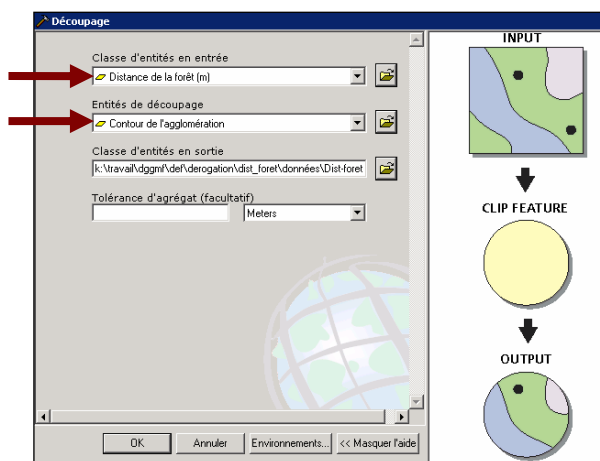 Découpage
Classe d'entités en entrée
Distance de la forêt (m)
Entités de découpage
Contour de l'agglomération
Classe d'entités en sortie
k:\travail\dggmf\def\derogation\dist_foret\données\Dist-foret
Tolérance d'agrégat (facultatif)
Meters
OK
Annuler
Environnements...
<< Masquer l'aide
INPUT
CLIP FEATURE
OUTPUT